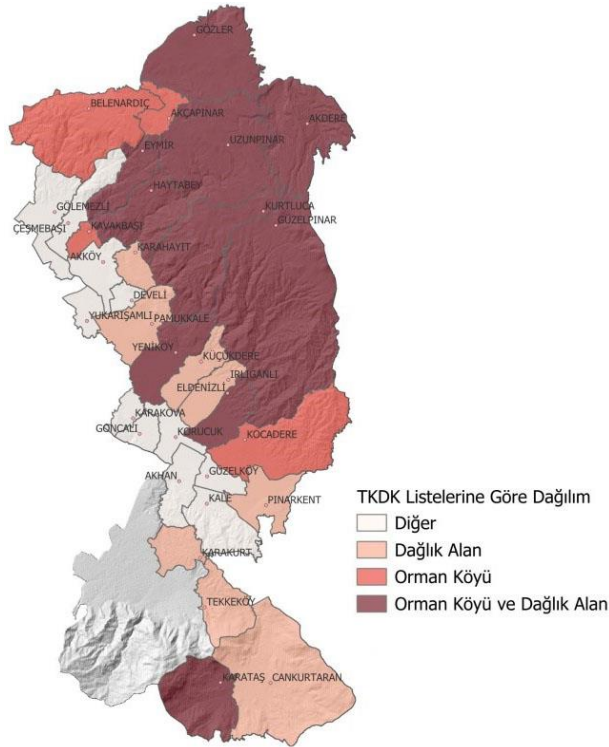 GÖZLER
BELENARDIÇ
AKÇAPINAR
AKDERE
EYMİR
UZUNPINAR
HAYTABEY
GÖLEMEZLİ
KURTLUCA
ÇEŞMEBAŞI
KAVAKBAŞI
GÜZELPINAR
AKKÖY
KARAHAYIT
DEVELİ
YUKARIŞAMLI
PAMUKKALE
YENİKÖY
KÜÇÜKDERE
IRLIGANLI
ELDENİZLİ
KARAKOVA
GONCALI
KORUCUK
KOCADERE
AKHAN
GÜZELKÖY
KALE
PINARKENT
KARAKURT
TEKKEKÖY
KARATAŞ
CANKURTARAN
TKDK Listelerine Göre Dağılım
Diğer
Dağlık Alan
Orman Köyü
Orman Köyü ve Dağlık Alan